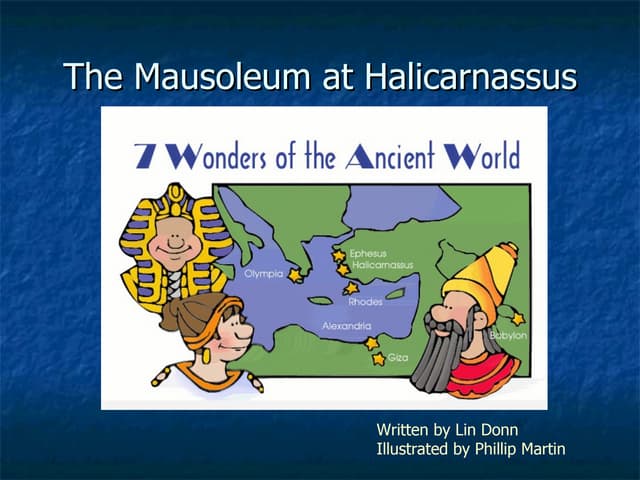 The Mausoleum at Halicarnassus
7 Wonders of the Ancient World
Ephesus
Halicarnassus
Olympia
Rhodes
Alexandria
Babylon
Giza
Written by Lin Donn
Illustrated by Phillip Martin